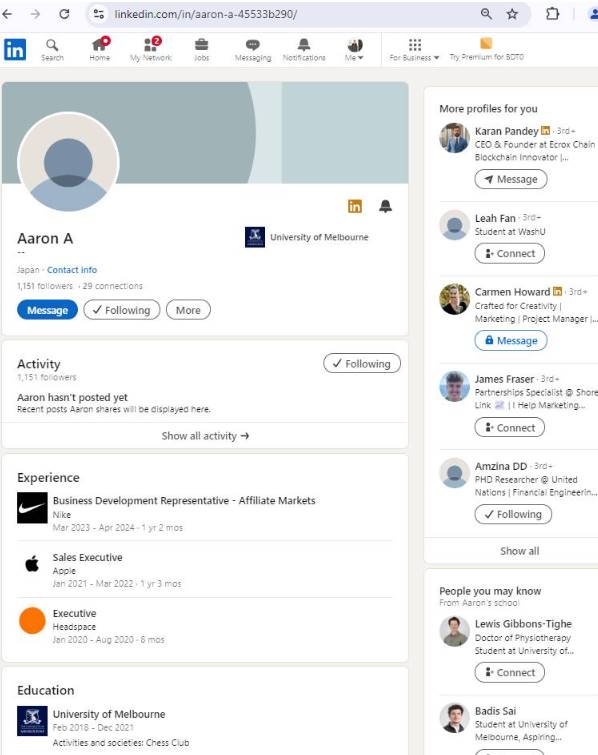 linkedin.com/in/aaron-a-45533b290/
in
Search
Home
2
My Network
Jobs
Messaging
Notifications
Me
For Business
Try Premium for BDT0
in
Aaron A
--
University of Melbourne
Japan · Contact info
1,151 followers · 29 connections
Message
Following
More
Activity
1,151 followers
Following
Aaron hasn't posted yet
Recent posts Aaron shares will be displayed here.
Show all activity →
Experience
Business Development Representative - Affiliate Markets
Nike
Mar 2023 - Apr 2024 · 1 yr 2 mos
Sales Executive
Apple
Jan 2021 - Mar 2022 · 1 yr 3 mos
Executive
Headspace
Jan 2020 - Aug 2020 · 8 mos
Education
University of Melbourne
Feb 2018 - Dec 2021
Activities and societies: Chess Club
More profiles for you
Karan Pandey in · 3rd+
CEO & Founder at Ecrox Chain
Blockchain Innovator |...
Message
Leah Fan · 3rd+
Student at WashU
Connect
Carmen Howard in · 3rd+
Crafted for Creativity |
Marketing | Project Manager |...
Message
James Fraser · 3rd+
Partnerships Specialist @ Shore
Link | I Help Marketing...
Connect
Amzina DD · 3rd+
PHD Researcher @ United
Nations | Financial Engineerin...
Following
Show all
People you may know
From Aaron's school
Lewis Gibbons-Tighe
Doctor of Physiotherapy
Student at University of...
Connect
Badis Sai
Student at University of
Melbourne, Aspiring...